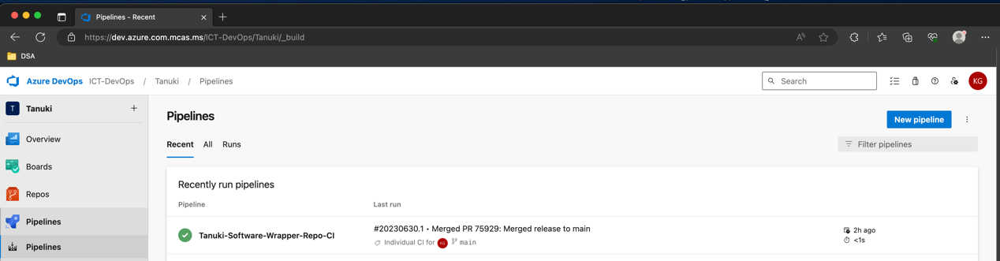 Pipelines - Recent
https://dev.azure.com.mcas.ms/ICT-DevOps/Tanuki/_build
DSA
Azure DevOps ICT-DevOps / Tanuki / Pipelines
Search
KG
T Tanuki
Pipelines
New pipeline
Overview
Recent All Runs
Filter pipelines
Boards
Recently run pipelines
Repos
Pipeline Last run
Pipelines
Tanuki-Software-Wrapper-Repo-CI
#20230630.1 • Merged PR 75929: Merged release to main
2h ago
Individual CI for KG main
<1s
Pipelines